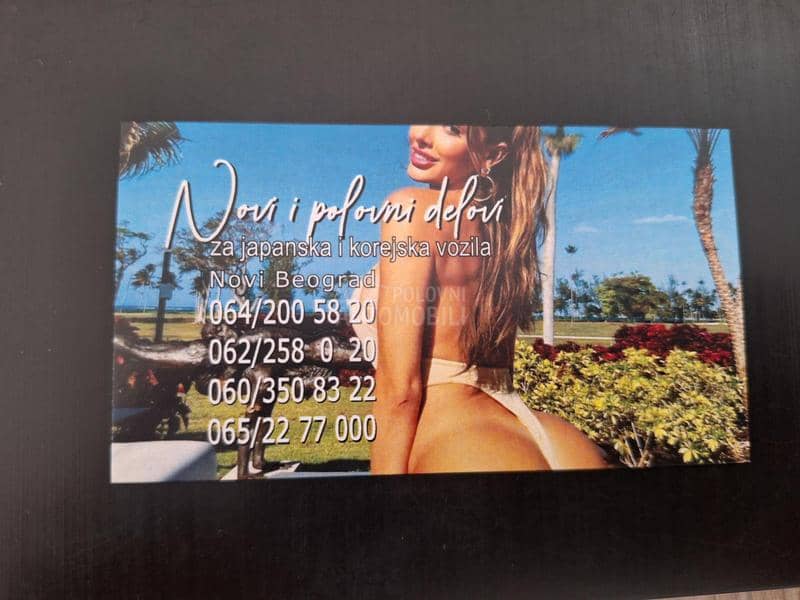 Novi i polovni delovi
za japanska i korejska vozila
Novi Beograd
064/200 58 20
POLOVNI
062/258 0 20
060/350 83 22
065/22 77 000